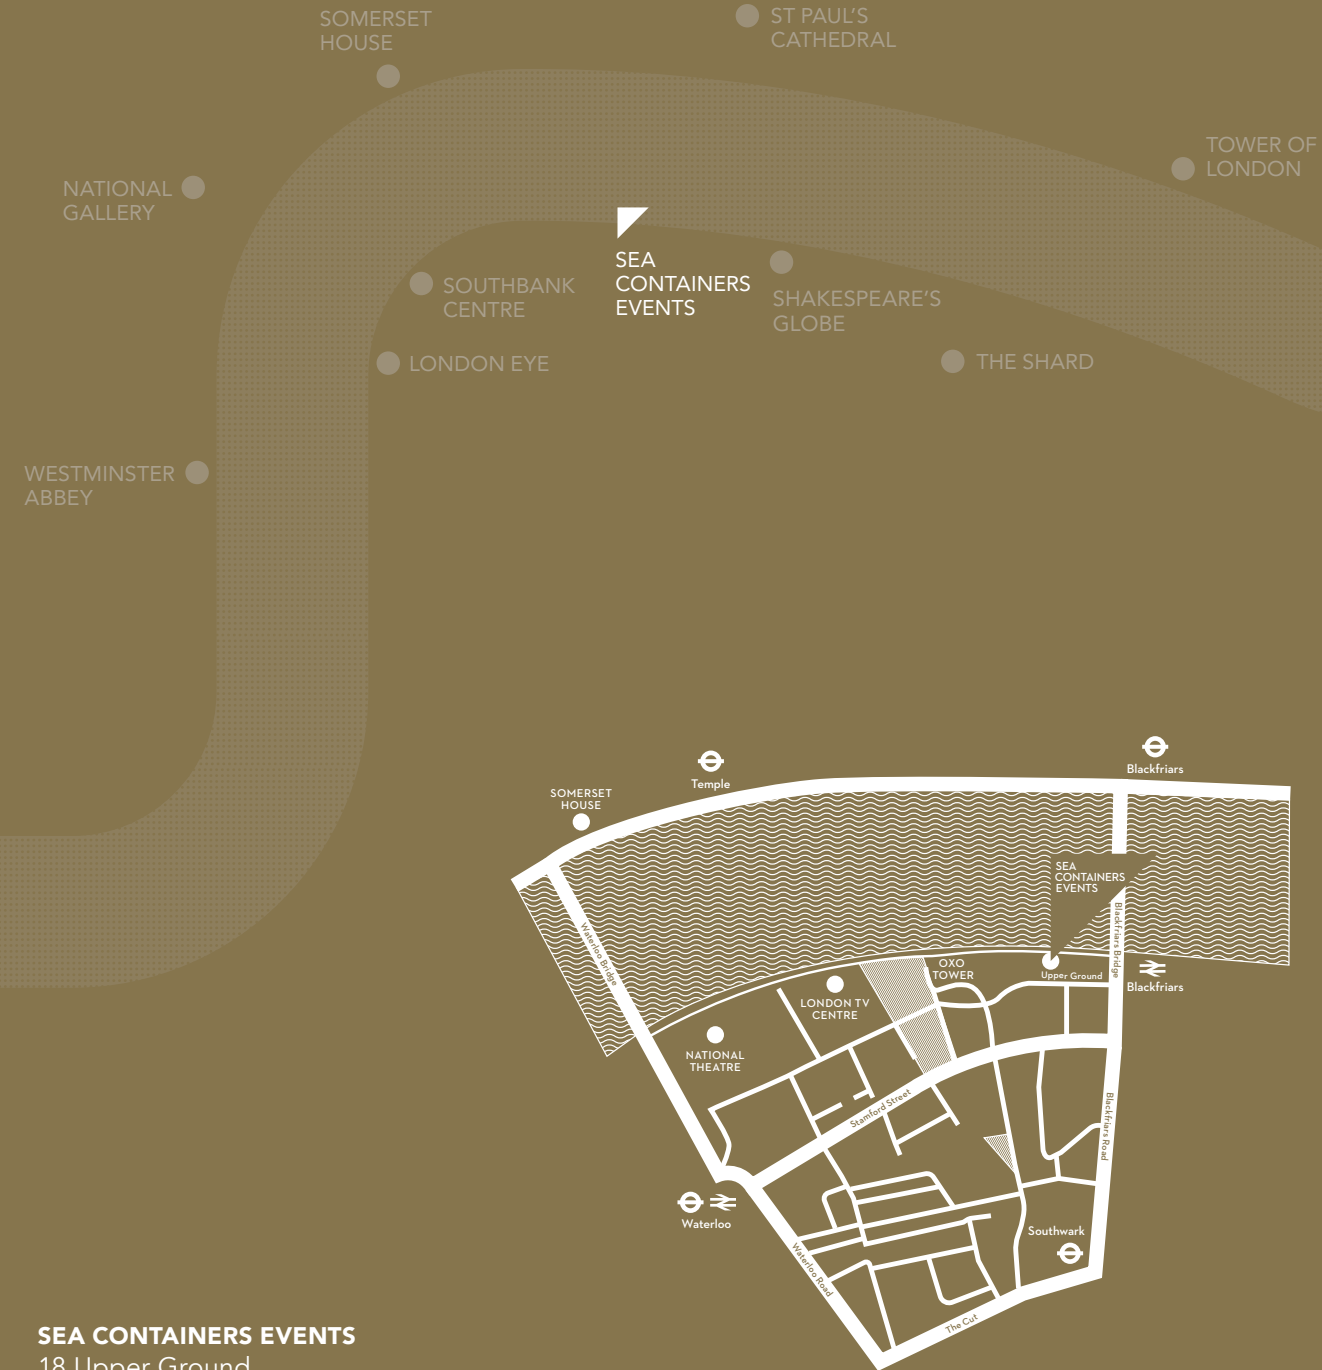 SOMERSET
HOUSE
ST PAUL'S
CATHEDRAL
TOWER OF
LONDON
NATIONAL
GALLERY
SEA
CONTAINERS
EVENTS
SOUTHBANK
CENTRE
SHAKESPEARE'S
GLOBE
LONDON EYE
THE SHARD
WESTMINSTER
ABBEY
Blackfriars
Temple
SOMERSET
HOUSE
SEA
CONTAINERS
EVENTS
Waterloo Bridge
Blackfriars Bridge
OXO
TOWER
Upper Ground
Blackfriars
LONDON TV
CENTRE
NATIONAL
THEATRE
Stamford Street
Blackfriars Road
Waterloo
Southwark
Waterloo Road
The Cut
SEA CONTAINERS EVENTS
18 Upper Ground